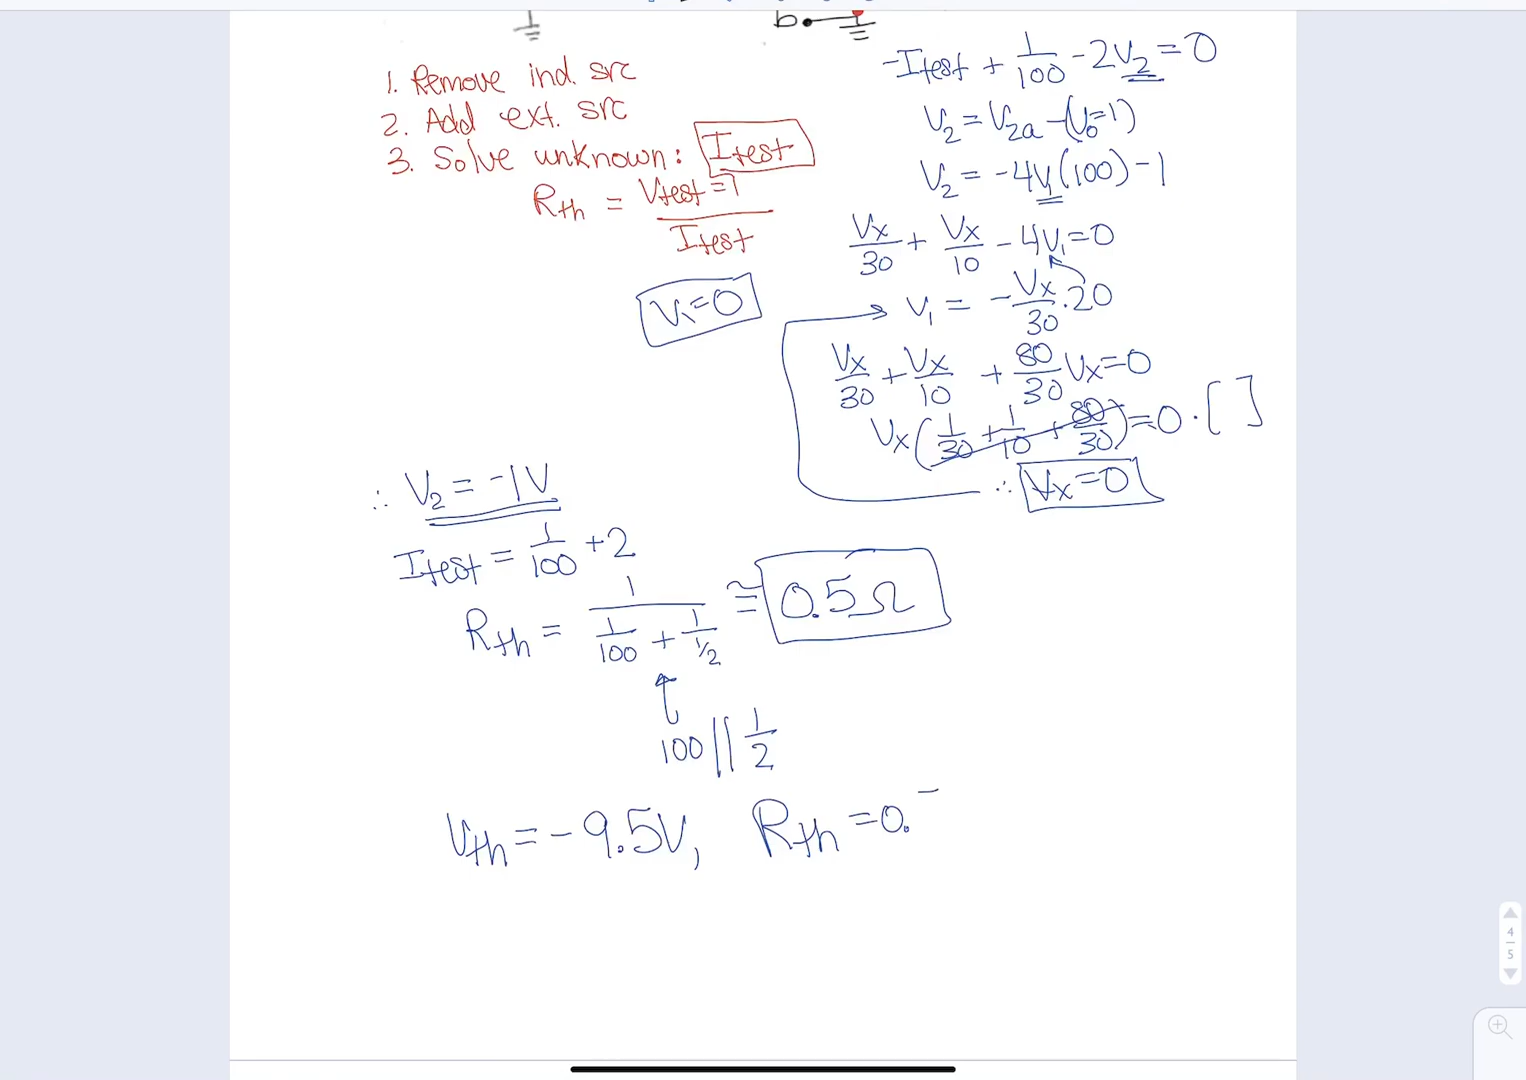 b
1. Remove ind. src
2. Add ext. src
3. Solve unknown: Itest
Rth = Vtest=1 / Itest
V₁=0
-Itest + 1/100 - 2V₂ = 0
V₂ = V₂a - (V₀=1)
V₂ = -4V₁(100) - 1
Vx/30 + Vx/10 - 4V₁ = 0
V₁ = -Vx/30 · 20
Vx/30 + Vx/10 + 80/30 Vx = 0
Vx(1/30 + 1/10 + 80/30) = 0 · [ ]
∴ Vx = 0
∴ V₂ = -1V
Itest = 1/100 + 2
Rth = 1 / (1/100 + 1/½) ≅ 0.5Ω
100 || 1/2
Vth = -9.5V, Rth = 0.
4
5